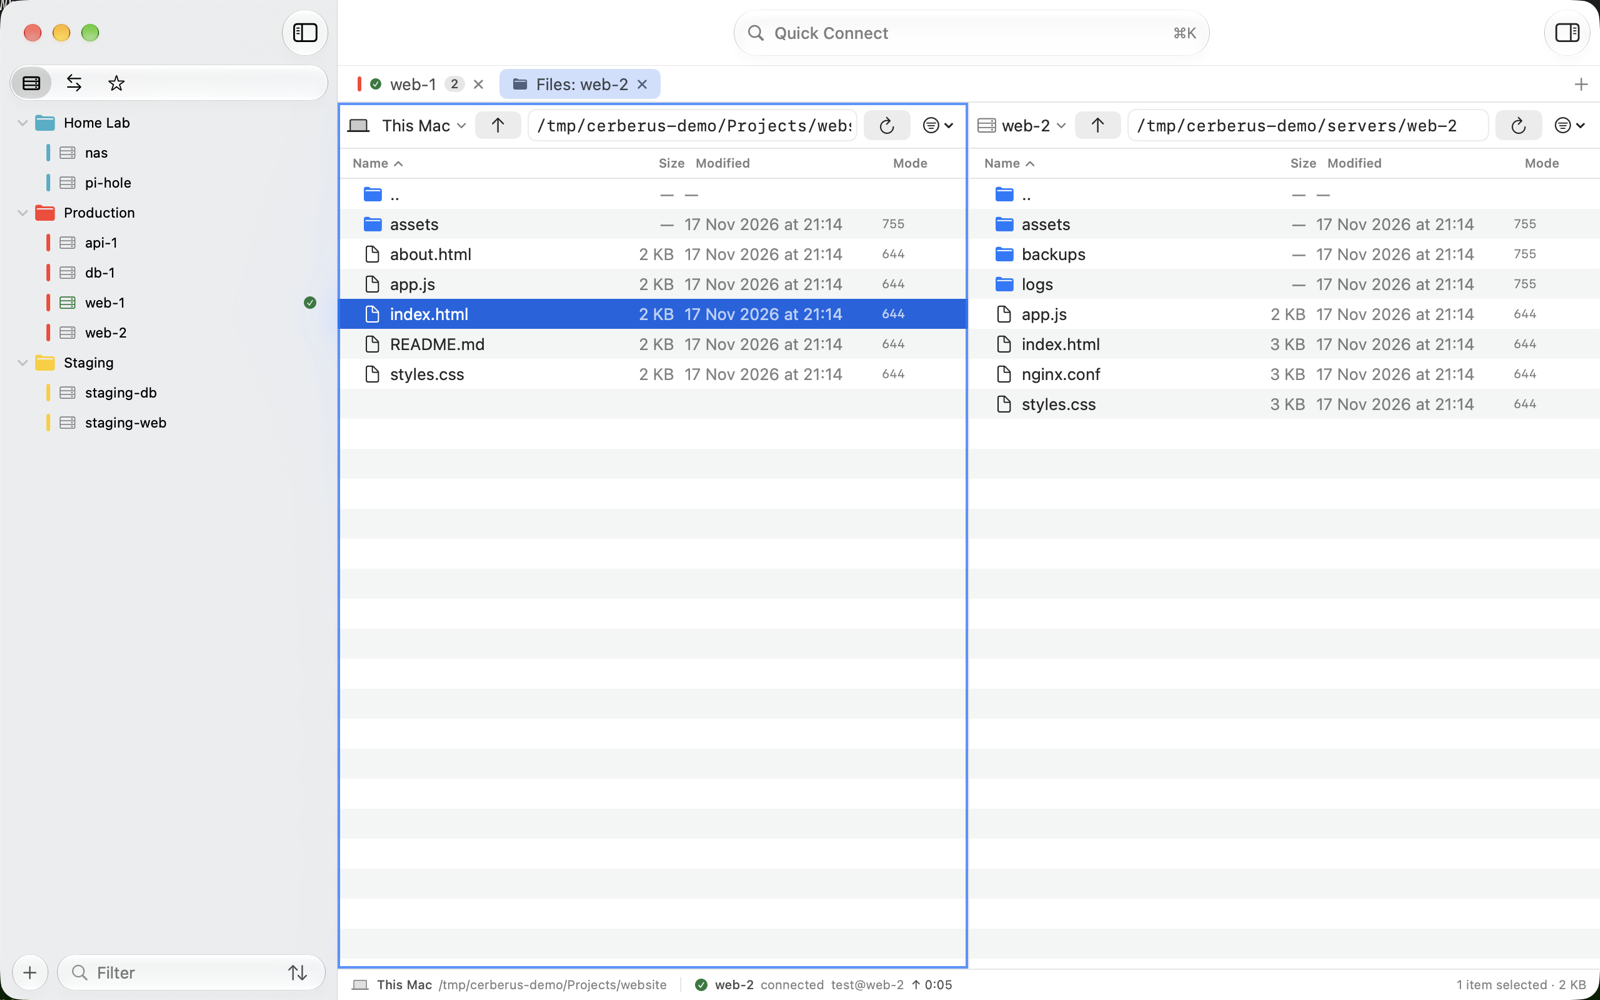 Quick Connect ⌘K
web-1 2
Files: web-2
Home Lab
nas
pi-hole
Production
api-1
db-1
web-1
web-2
Staging
staging-db
staging-web
Filter
This Mac
/tmp/cerberus-demo/Projects/webs
Name Size Modified Mode
.. — —
assets — 17 Nov 2026 at 21:14 755
about.html 2 KB 17 Nov 2026 at 21:14 644
app.js 2 KB 17 Nov 2026 at 21:14 644
index.html 2 KB 17 Nov 2026 at 21:14 644
README.md 2 KB 17 Nov 2026 at 21:14 644
styles.css 2 KB 17 Nov 2026 at 21:14 644
web-2
/tmp/cerberus-demo/servers/web-2
Name Size Modified Mode
.. — —
assets — 17 Nov 2026 at 21:14 755
backups — 17 Nov 2026 at 21:14 755
logs — 17 Nov 2026 at 21:14 755
app.js 2 KB 17 Nov 2026 at 21:14 644
index.html 3 KB 17 Nov 2026 at 21:14 644
nginx.conf 3 KB 17 Nov 2026 at 21:14 644
styles.css 3 KB 17 Nov 2026 at 21:14 644
This Mac /tmp/cerberus-demo/Projects/website
web-2 connected test@web-2 ↑ 0:05
1 item selected · 2 KB